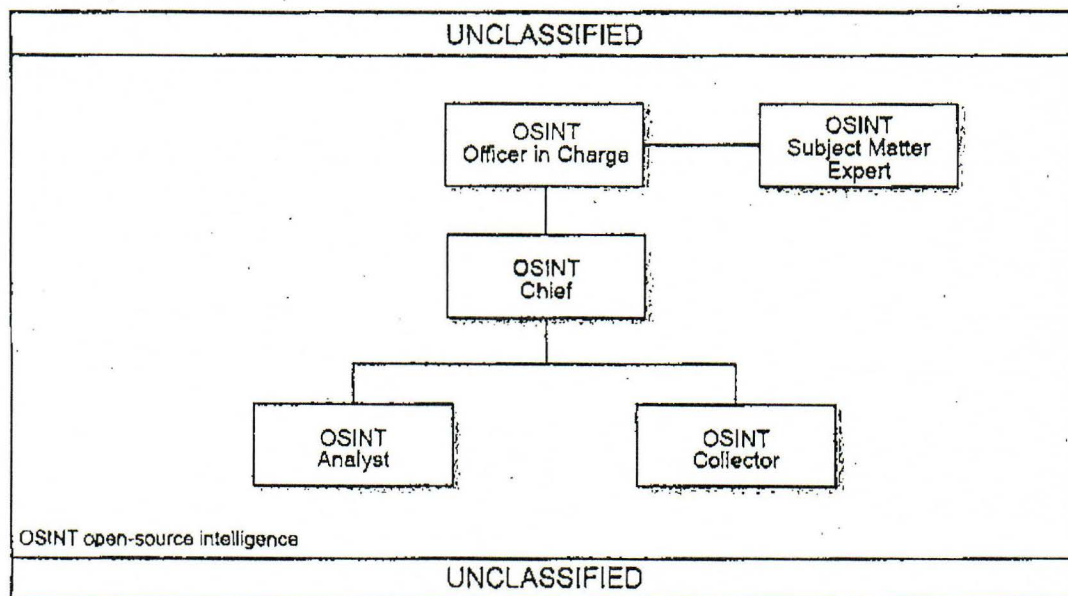 UNCLASSIFIED
OSINT
Officer in Charge
OSINT
Subject Matter
Expert
OSINT
Chief
OSINT
Analyst
OSINT
Collector
OSINT open-source intelligence
UNCLASSIFIED